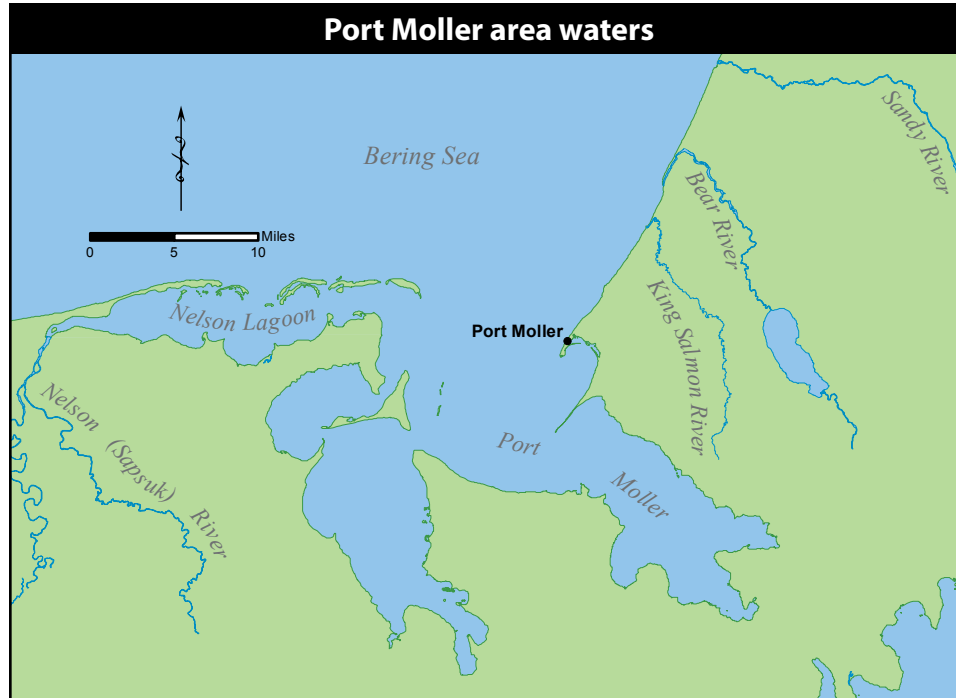 Port Moller area waters
Sandy River
Bering Sea
Bear River
Miles
0 5 10
King Salmon River
Nelson Lagoon
Port Moller
Nelson (Sapsuk) River
Port Moller
N